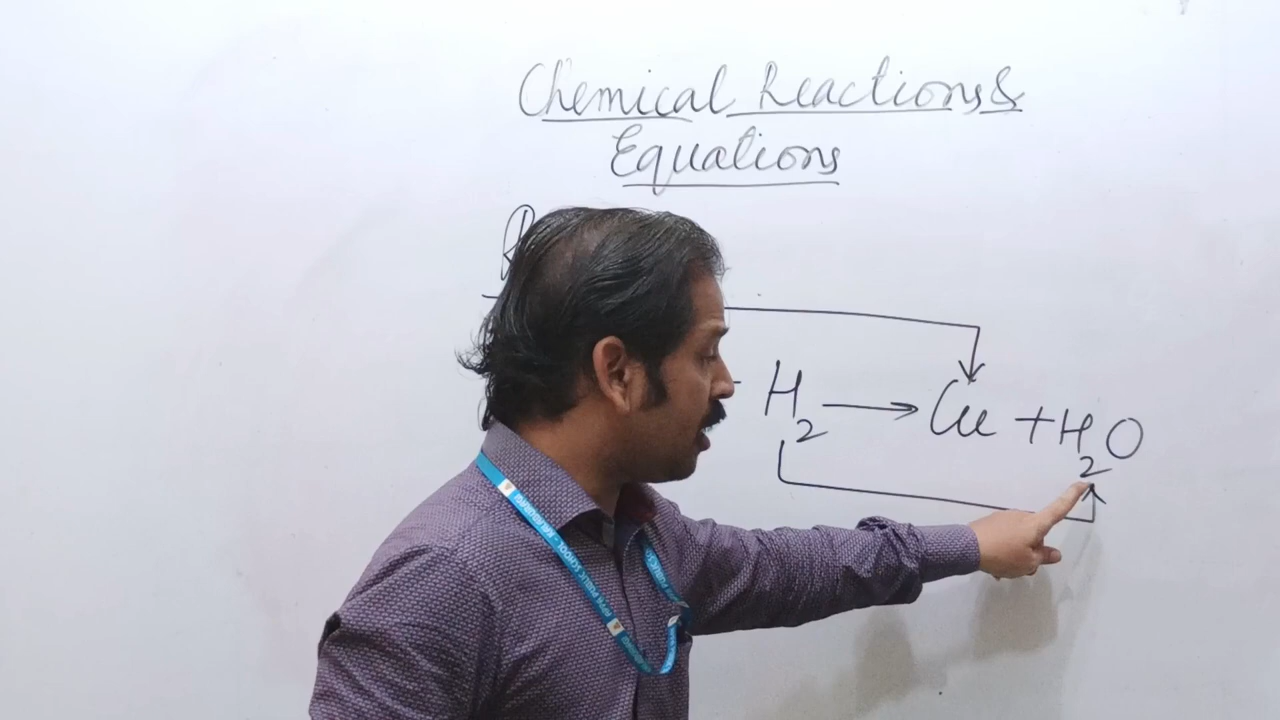 Chemical Reactions &
Equations
H2 → Cu + H2O